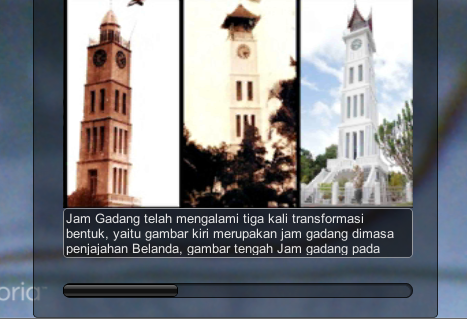 Jam Gadang telah mengalami tiga kali transformasi
bentuk, yaitu gambar kiri merupakan jam gadang dimasa
penjajahan Belanda, gambar tengah Jam gadang pada
oria